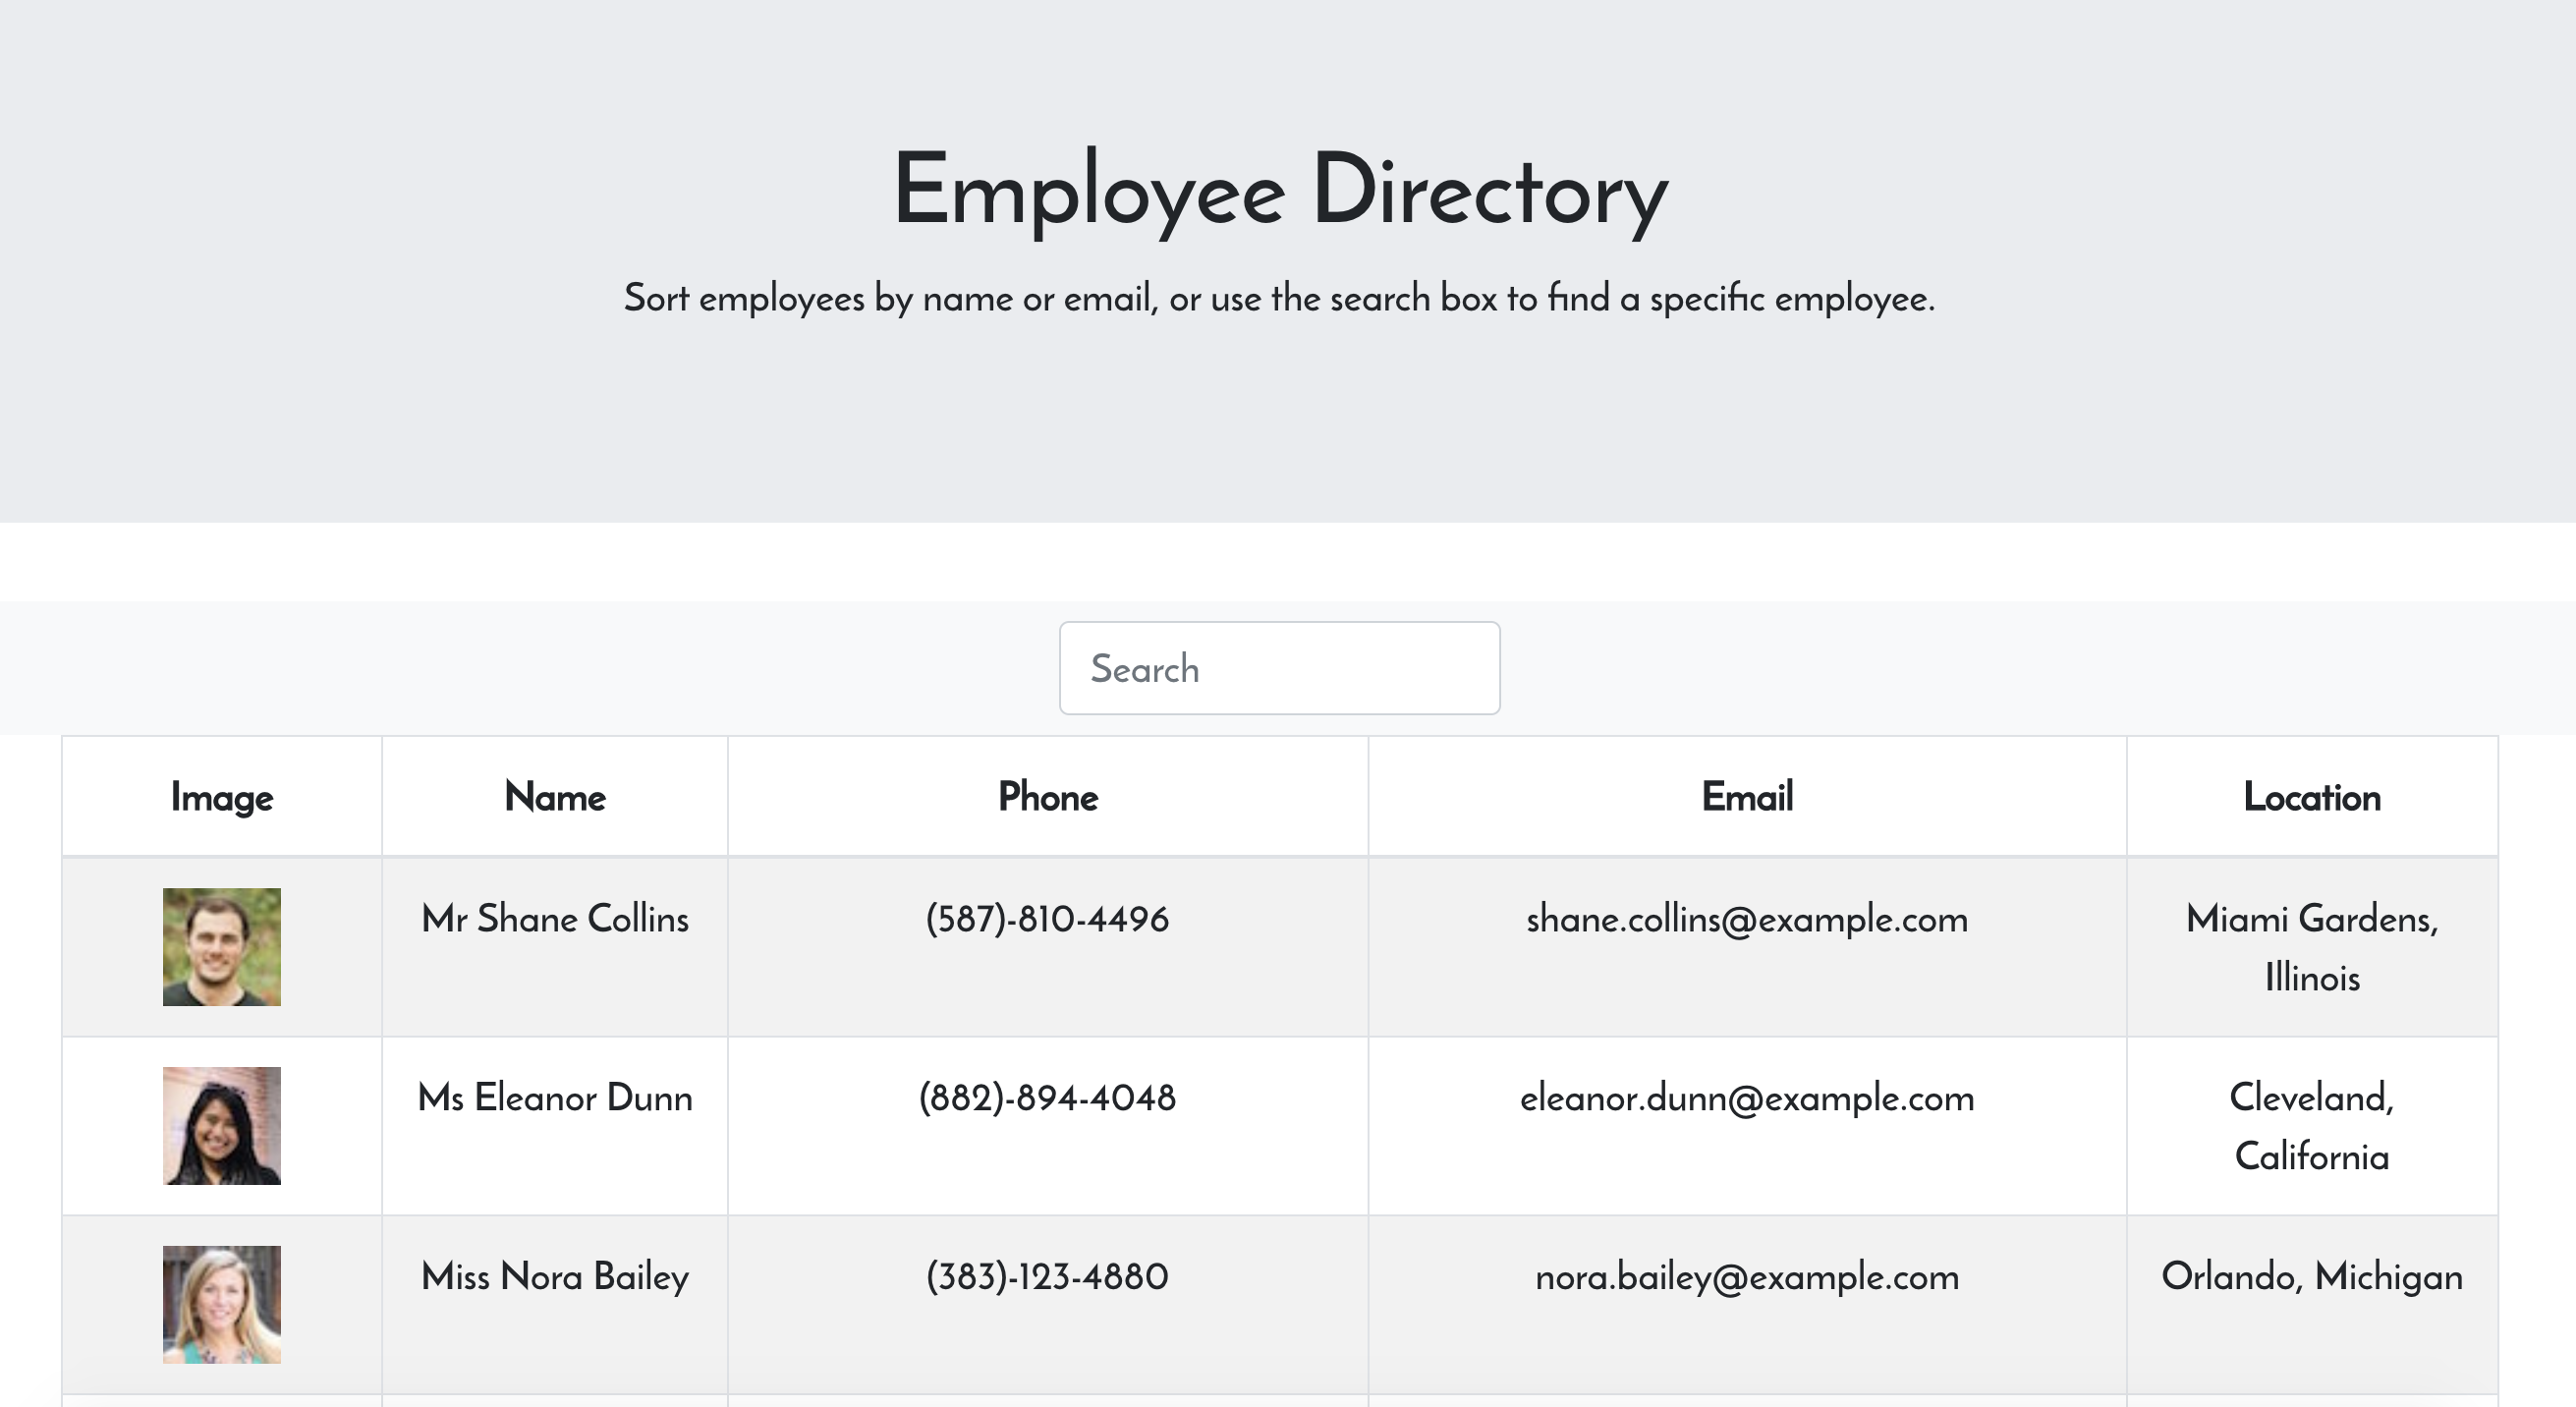 Employee Directory
Sort employees by name or email, or use the search box to find a specific employee.
Search
Image Name Phone Email Location
Mr Shane Collins (587)-810-4496 shane.collins@example.com Miami Gardens,
Illinois
Ms Eleanor Dunn (882)-894-4048 eleanor.dunn@example.com Cleveland,
California
Miss Nora Bailey (383)-123-4880 nora.bailey@example.com Orlando, Michigan